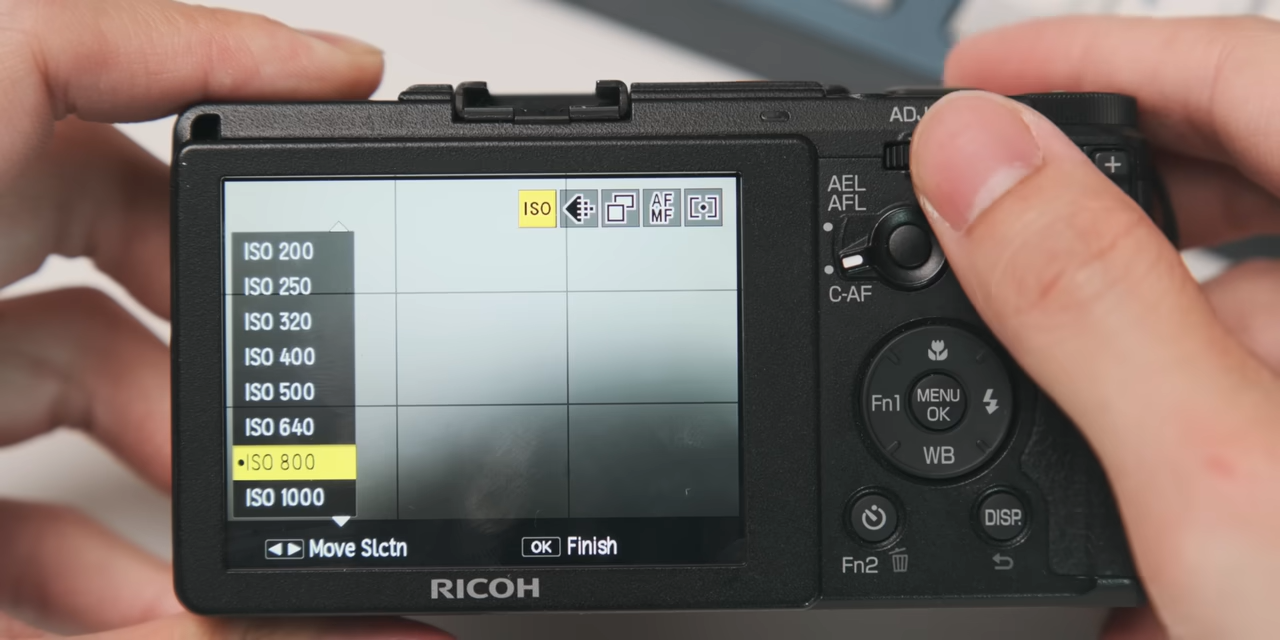 ADJ
AEL
AFL
C-AF
ISO
AF
MF
ISO 200
ISO 250
ISO 320
ISO 400
ISO 500
ISO 640
ISO 800
ISO 1000
Move Slctn
OK Finish
Fn1
MENU
OK
WB
DISP.
Fn2
RICOH